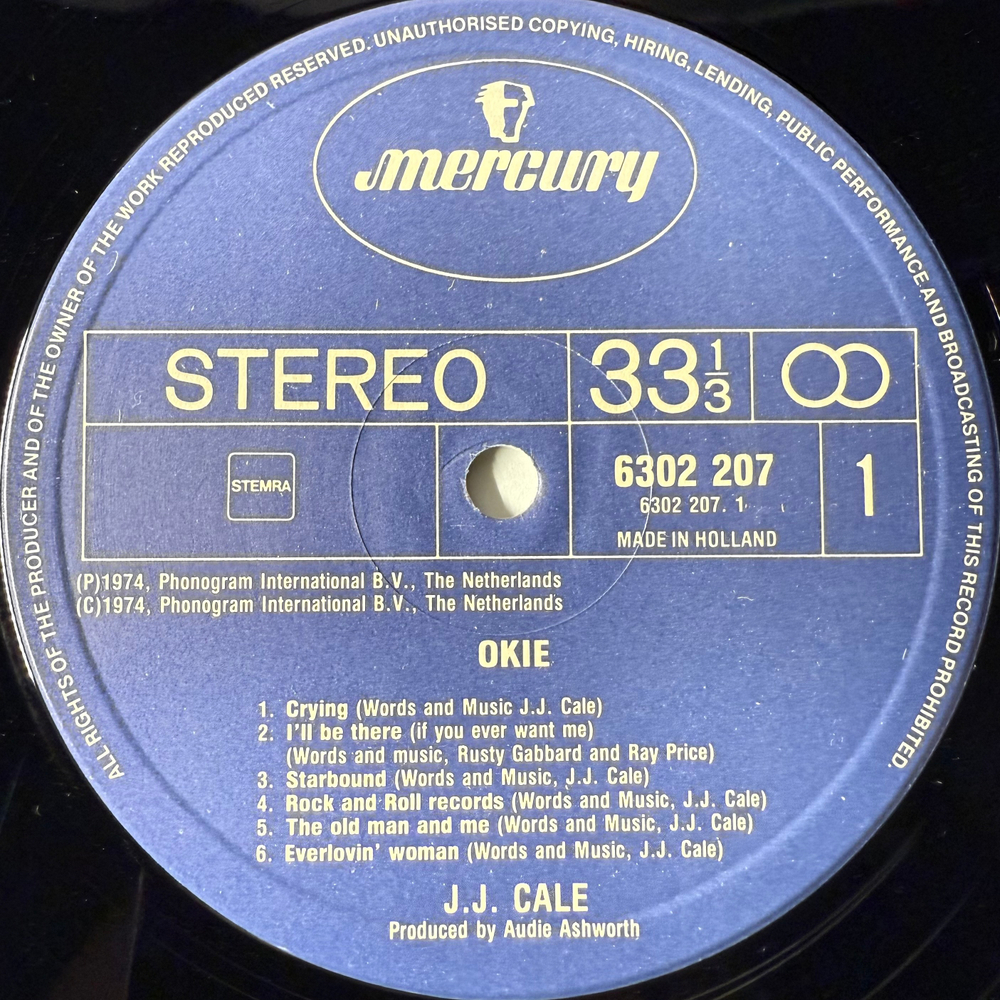 ALL RIGHTS OF THE PRODUCER AND OF THE OWNER OF THE WORK REPRODUCED RESERVED. UNAUTHORISED COPYING, HIRING, LENDING, PUBLIC PERFORMANCE AND BROADCASTING OF THIS RECORD PROHIBITED.
mercury
STEREO 33 1/3
STEMRA
6302 207
6302 207. 1
MADE IN HOLLAND
1
(P)1974, Phonogram International B.V., The Netherlands
(C)1974, Phonogram International B.V., The Netherlands
OKIE
1. Crying (Words and Music J.J. Cale)
2. I'll be there (if you ever want me)
(Words and music, Rusty Gabbard and Ray Price)
3. Starbound (Words and Music, J.J. Cale)
4. Rock and Roll records (Words and Music, J.J. Cale)
5. The old man and me (Words and Music, J.J. Cale)
6. Everlovin' woman (Words and Music, J.J. Cale)
J.J. CALE
Produced by Audie Ashworth